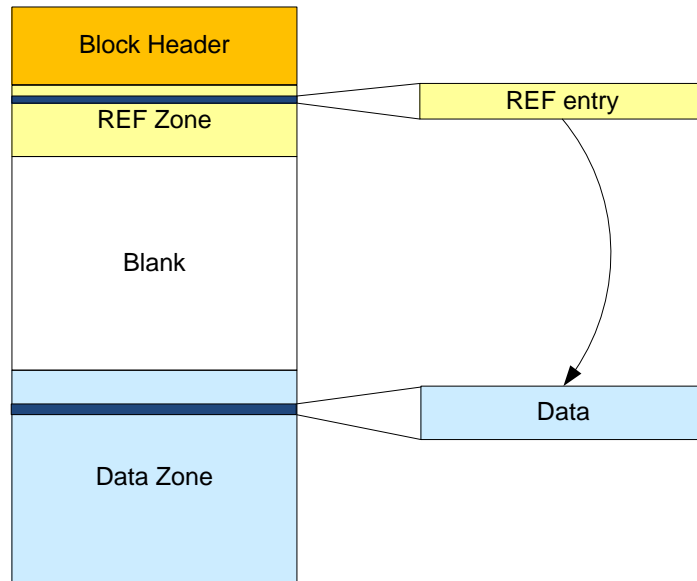 Block Header
REF entry
REF Zone
Blank
Data
Data Zone